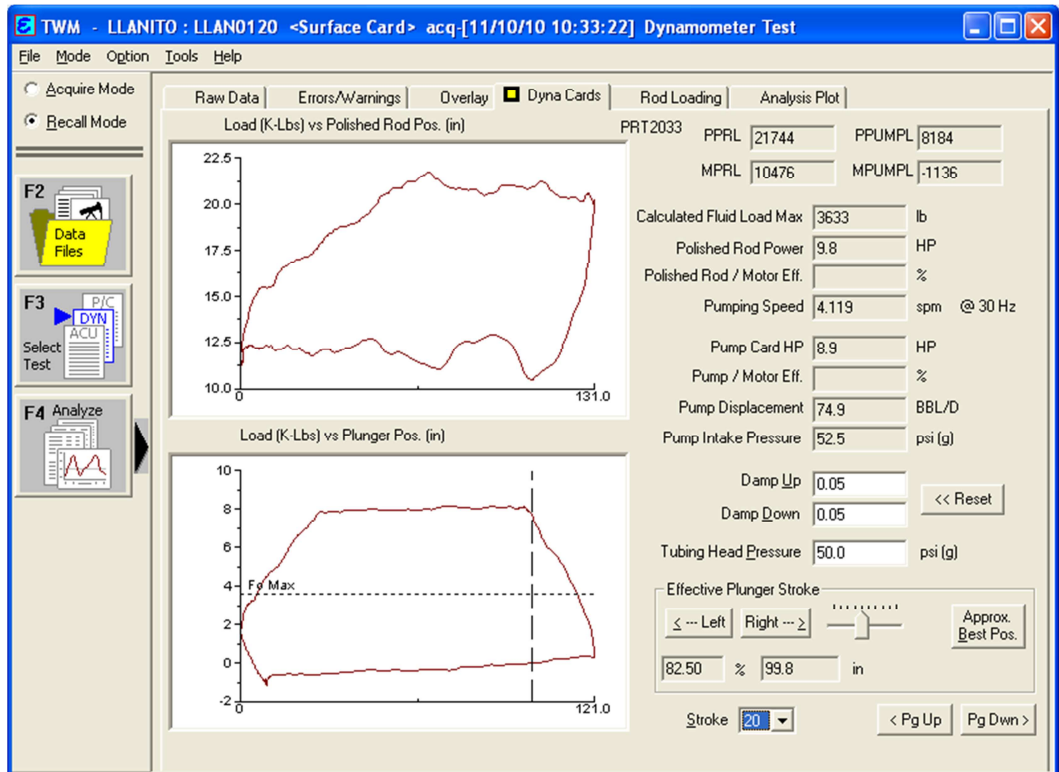 TWM - LLANITO : LLAN0120 <Surface Card> acq-[11/10/10 10:33:22] Dynamometer Test
File Mode Option Tools Help
Acquire Mode
Recall Mode
F2
Data
Files
F3
P/C
DYN
ACU
Select
Test
F4 Analyze
Raw Data
Errors/Warnings
Overlay
Dyna Cards
Rod Loading
Analysis Plot
Load (K-Lbs) vs Polished Rod Pos. (in)
22.5
20.0
17.5
15.0
12.5
10.0
0
131.0
Load (K-Lbs) vs Plunger Pos. (in)
10
8
6
4
2
0
-2
Fo Max
0
121.0
PRT2033
PPRL 21744 PPUMPL 8184
MPRL 10476 MPUMPL -1136
Calculated Fluid Load Max 3633 lb
Polished Rod Power 9.8 HP
Polished Rod / Motor Eff. %
Pumping Speed 4.119 spm @ 30 Hz
Pump Card HP 8.9 HP
Pump / Motor Eff. %
Pump Displacement 74.9 BBL/D
Pump Intake Pressure 52.5 psi (g)
Damp Up 0.05
Damp Down 0.05
<< Reset
Tubing Head Pressure 50.0 psi (g)
Effective Plunger Stroke
< --- Left
Right --- >
Approx.
Best Pos.
82.50 % 99.8 in
Stroke 20
< Pg Up
Pg Dwn >